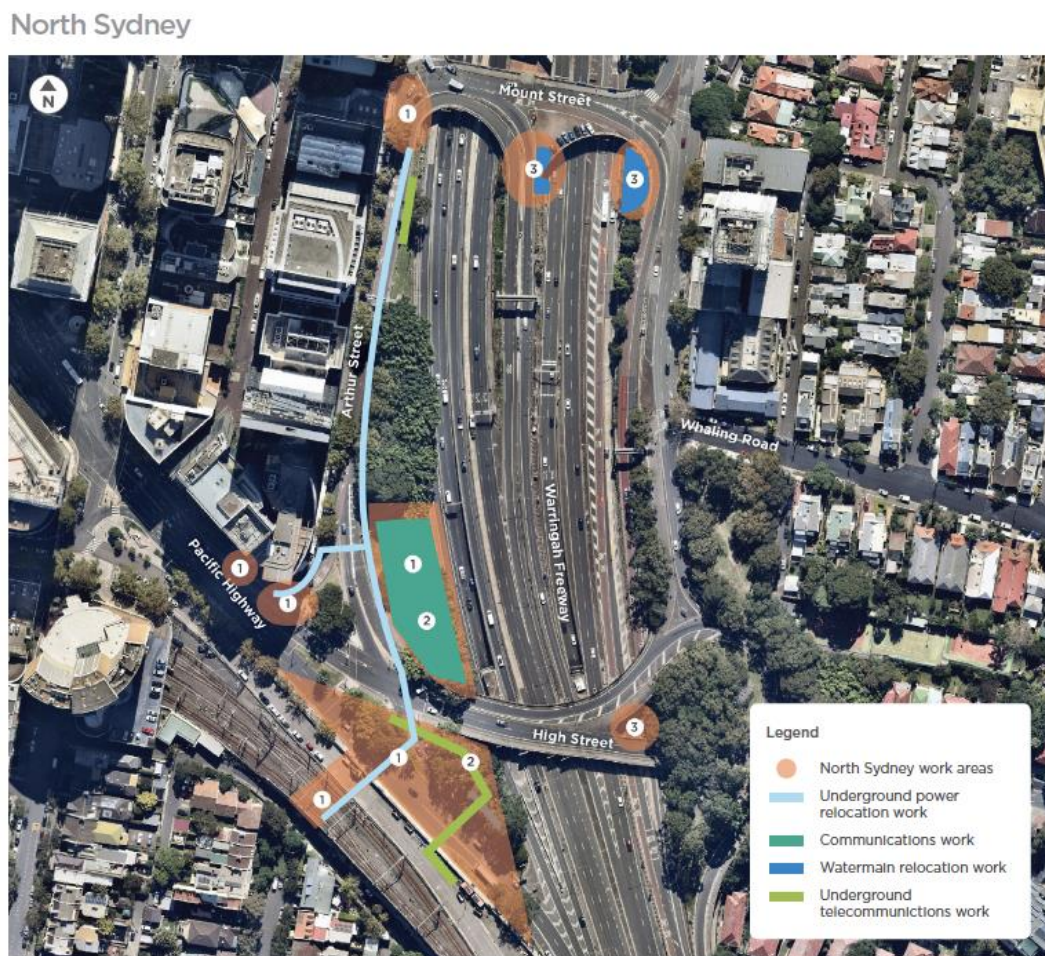 North Sydney
N
Mount Street
1
3
3
Arthur Street
Whaling Road
Warringah Freeway
1
2
Pacific Highway
1
1
High Street
3
1
2
1
Legend
North Sydney work areas
Underground power
relocation work
Communications work
Watermain relocation work
Underground
telecommunictions work